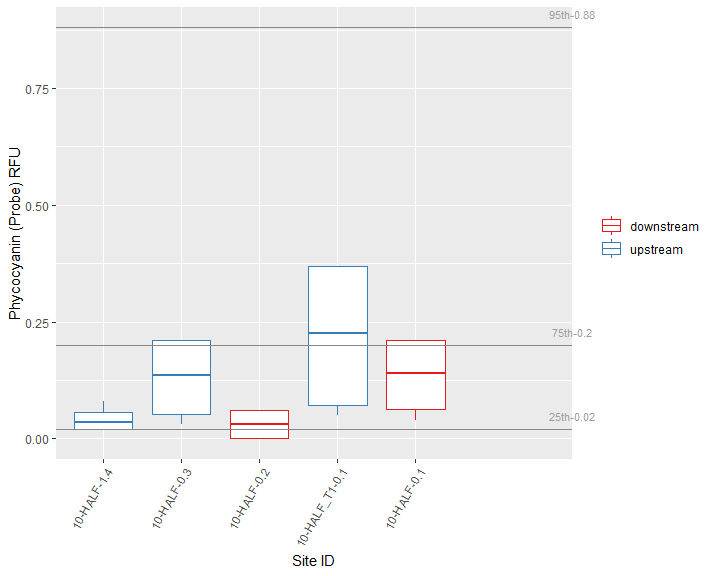 95th-0.88
0.75
0.50
0.25
0.00
75th-0.2
25th-0.02
Phycocyanin (Probe) RFU
10-HALF-1.4
10-HALF-0.3
10-HALF-0.2
10-HALF_T1-0.1
10-HALF-0.1
Site ID
downstream
upstream